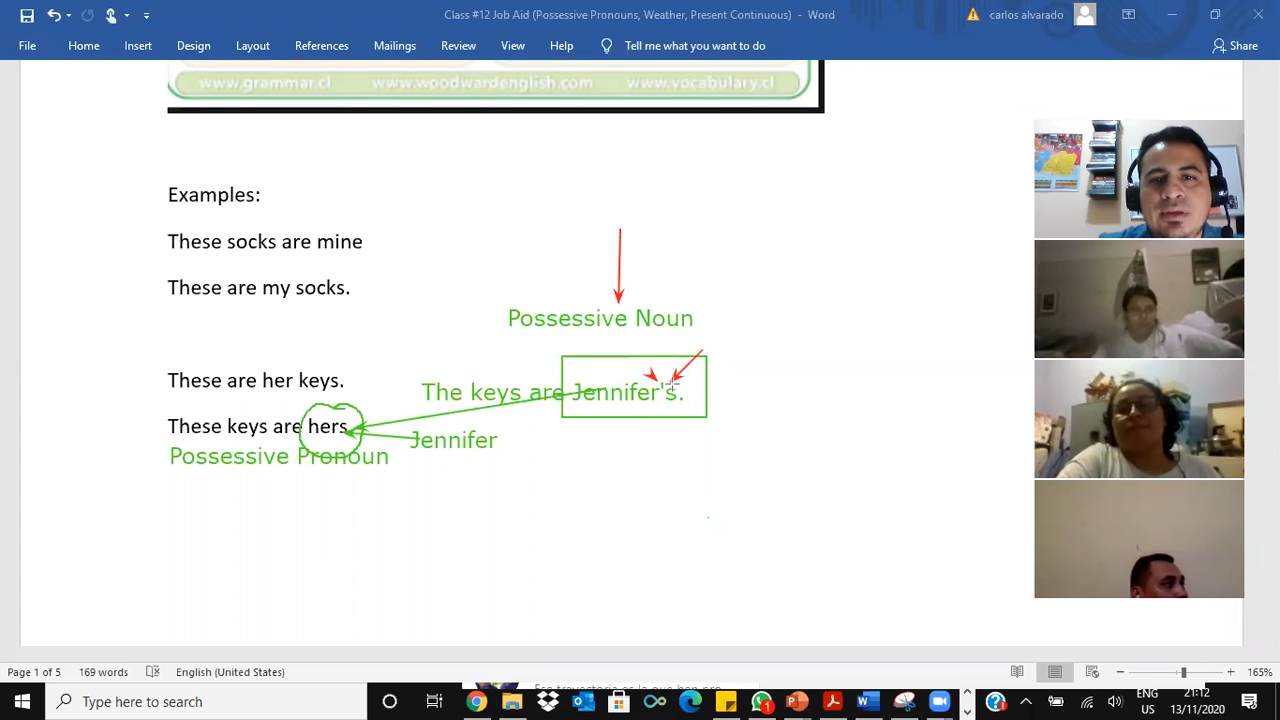 Class #12 Job Aid (Possessive Pronouns, Weather, Present Continuous) - Word
carlos alvarado
File Home Insert Design Layout References Mailings Review View Help Tell me what you want to do Share
www.grammar.cl www.woodwardenglish.com www.vocabulary.cl
Examples:
These socks are mine
These are my socks.
Possessive Noun
These are her keys.
The keys are Jennifer's.
These keys are hers.
Jennifer
Possessive Pronoun
Page 1 of 5 169 words English (United States) 165%
Type here to search
ENG
21:12
13/11/2020